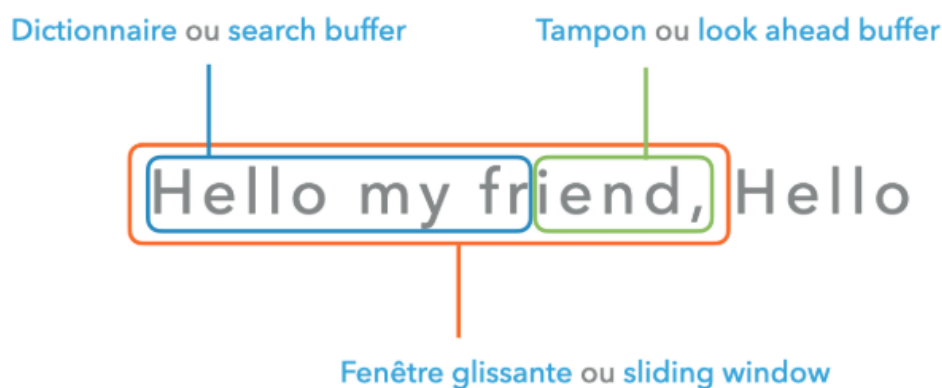 Dictionnaire ou search buffer
Tampon ou look ahead buffer
Hello my friend, Hello
Fenêtre glissante ou sliding window